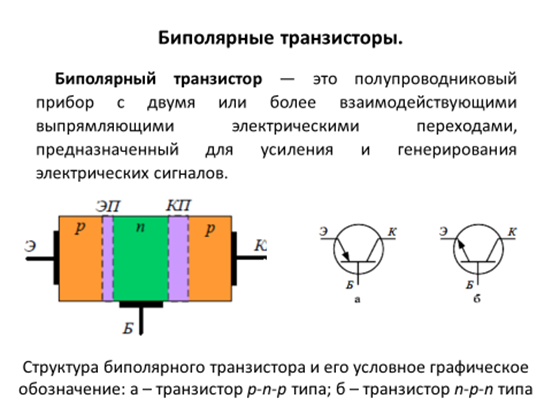 Биполярные транзисторы.
Биполярный транзистор — это полупроводниковый
прибор с двумя или более взаимодействующими
выпрямляющими электрическими переходами,
предназначенный для усиления и генерирования
электрических сигналов.
ЭП КП
p n p
Э К
Б
Э К
Б
а
Э К
Б
б
Структура биполярного транзистора и его условное графическое
обозначение: а – транзистор p-n-p типа; б – транзистор n-p-n типа